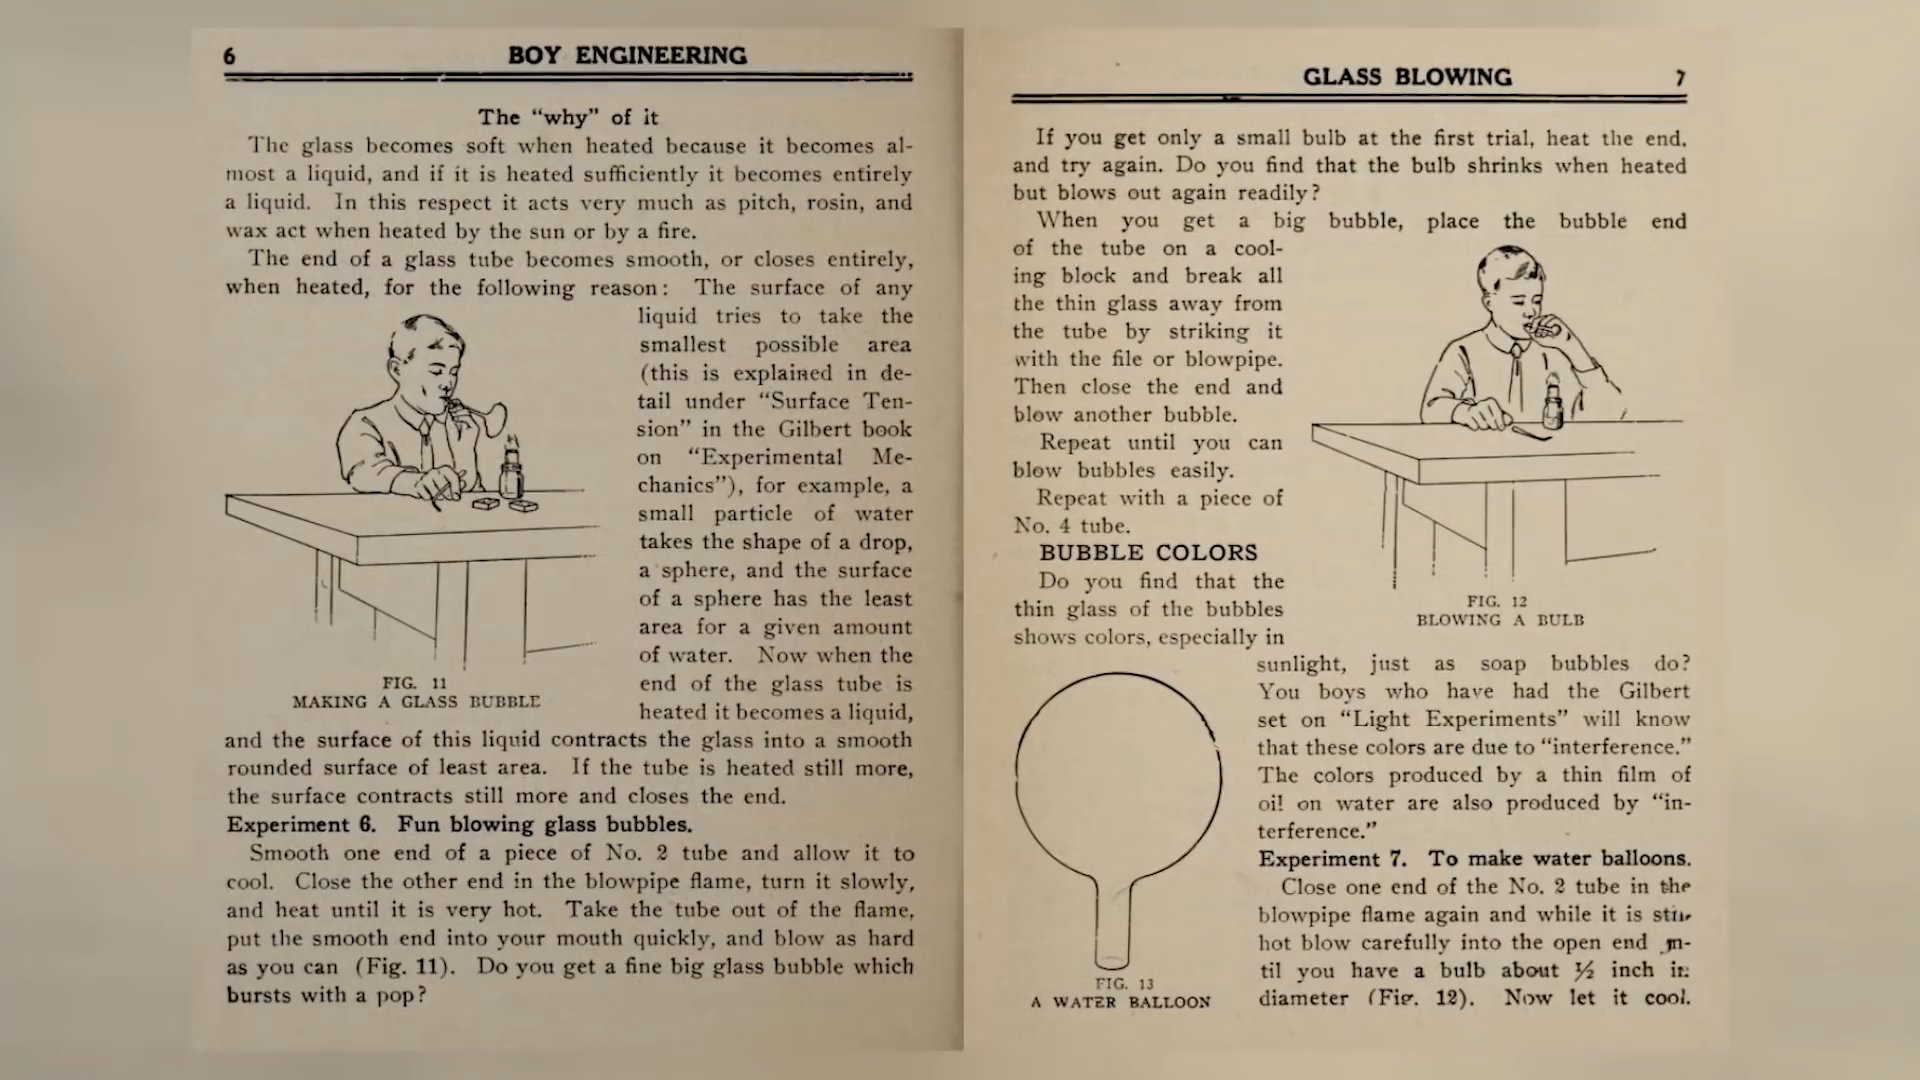 6 BOY ENGINEERING
The "why" of it
The glass becomes soft when heated because it becomes al-
most a liquid, and if it is heated sufficiently it becomes entirely
a liquid. In this respect it acts very much as pitch, rosin, and
wax act when heated by the sun or by a fire.
The end of a glass tube becomes smooth, or closes entirely,
when heated, for the following reason: The surface of any
liquid tries to take the
smallest possible area
(this is explained in de-
tail under "Surface Ten-
sion" in the Gilbert book
on "Experimental Me-
chanics"), for example, a
small particle of water
takes the shape of a drop,
a sphere, and the surface
of a sphere has the least
area for a given amount
of water. Now when the
end of the glass tube is
heated it becomes a liquid,
FIG. 11
MAKING A GLASS BUBBLE
and the surface of this liquid contracts the glass into a smooth
rounded surface of least area. If the tube is heated still more,
the surface contracts still more and closes the end.
Experiment 6. Fun blowing glass bubbles.
Smooth one end of a piece of No. 2 tube and allow it to
cool. Close the other end in the blowpipe flame, turn it slowly,
and heat until it is very hot. Take the tube out of the flame,
put the smooth end into your mouth quickly, and blow as hard
as you can (Fig. 11). Do you get a fine big glass bubble which
bursts with a pop?
GLASS BLOWING 7
If you get only a small bulb at the first trial, heat the end.
and try again. Do you find that the bulb shrinks when heated
but blows out again readily?
When you get a big bubble, place the bubble end
of the tube on a cool-
ing block and break all
the thin glass away from
the tube by striking it
with the file or blowpipe.
Then close the end and
blow another bubble.
Repeat until you can
blow bubbles easily.
Repeat with a piece of
No. 4 tube.
BUBBLE COLORS
Do you find that the
thin glass of the bubbles
shows colors, especially in
FIG. 12
BLOWING A BULB
sunlight, just as soap bubbles do?
You boys who have had the Gilbert
set on "Light Experiments" will know
that these colors are due to "interference."
The colors produced by a thin film of
oil on water are also produced by "in-
terference."
Experiment 7. To make water balloons.
Close one end of the No. 2 tube in the
blowpipe flame again and while it is
hot blow carefully into the open end un-
til you have a bulb about ½ inch in
diameter (Fig. 12). Now let it cool.
FIG. 13
A WATER BALLOON